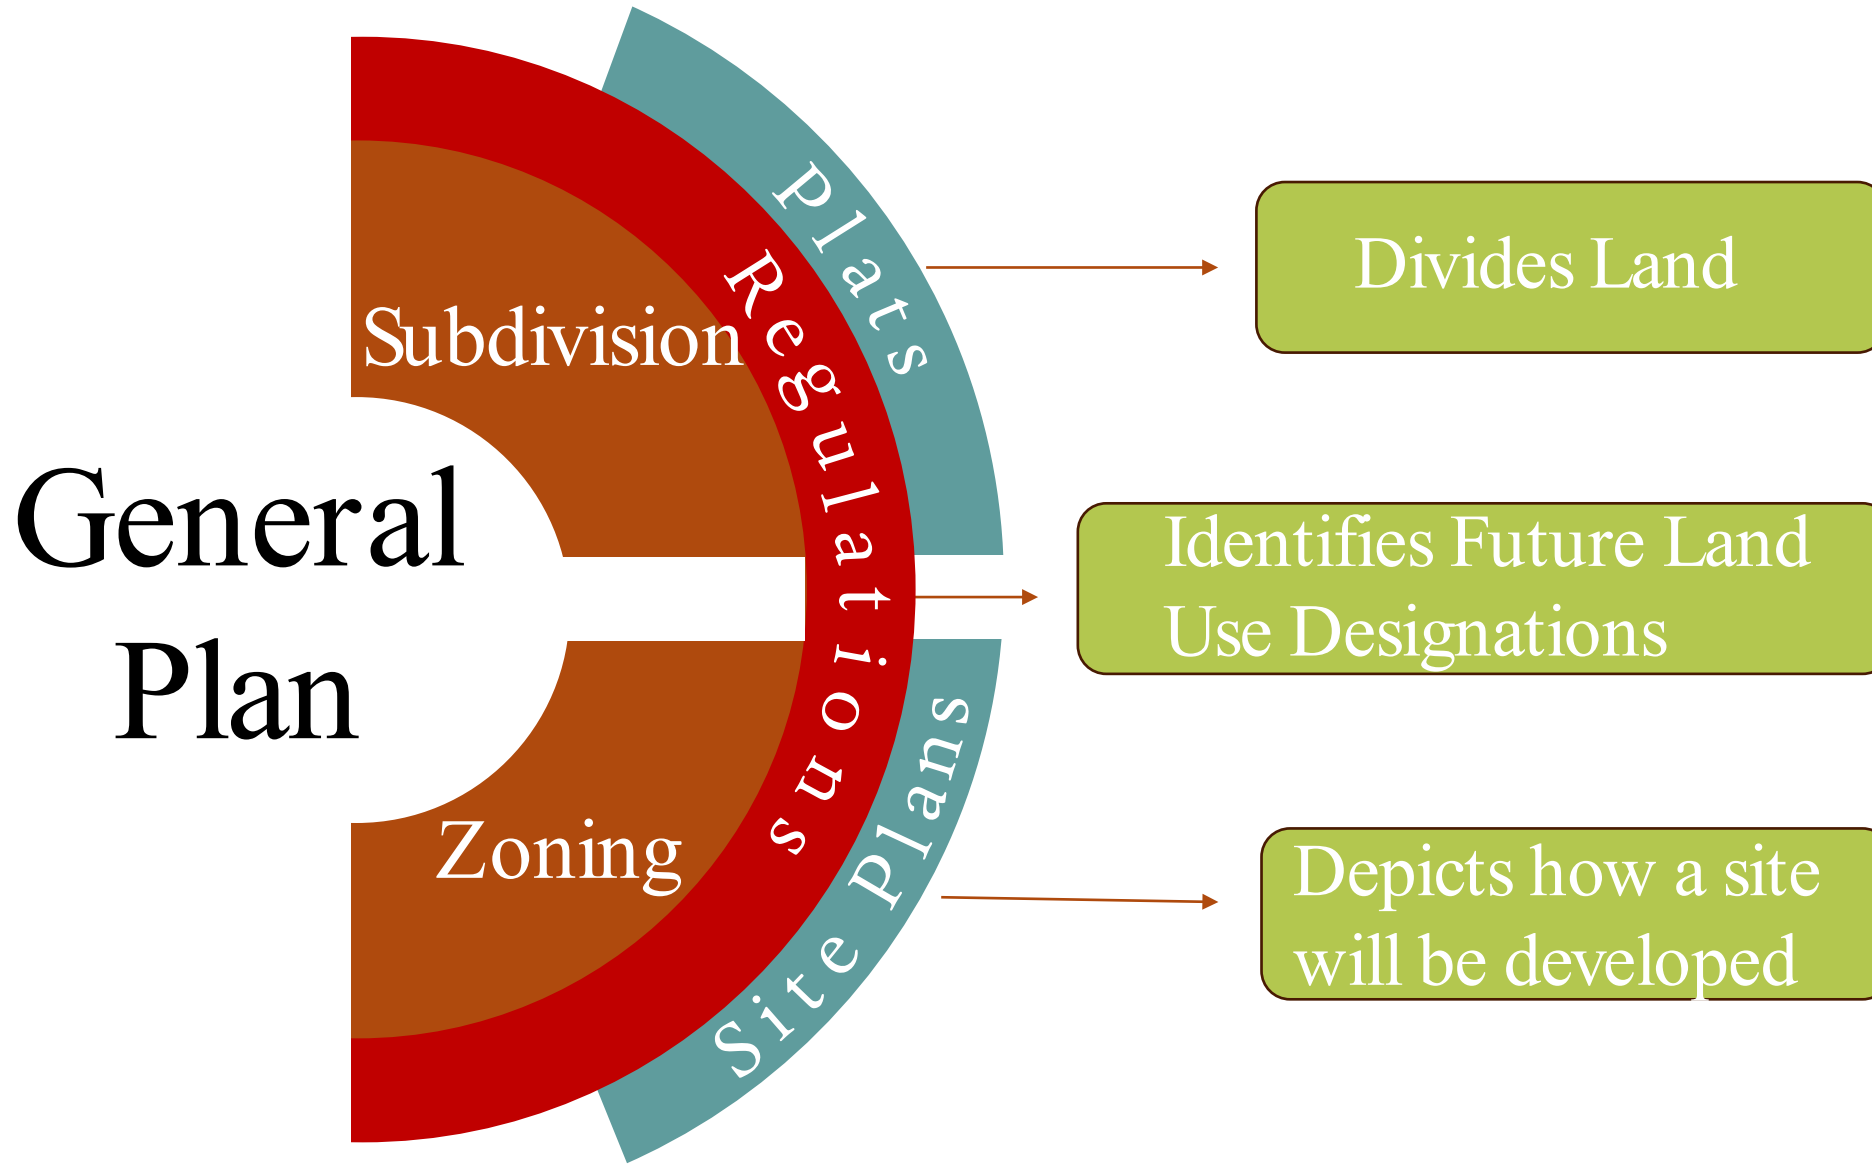 General
Plan
Subdivision
Zoning
Regulations
Plats
Site Plans
Divides Land
Identifies Future Land
Use Designations
Depicts how a site
will be developed